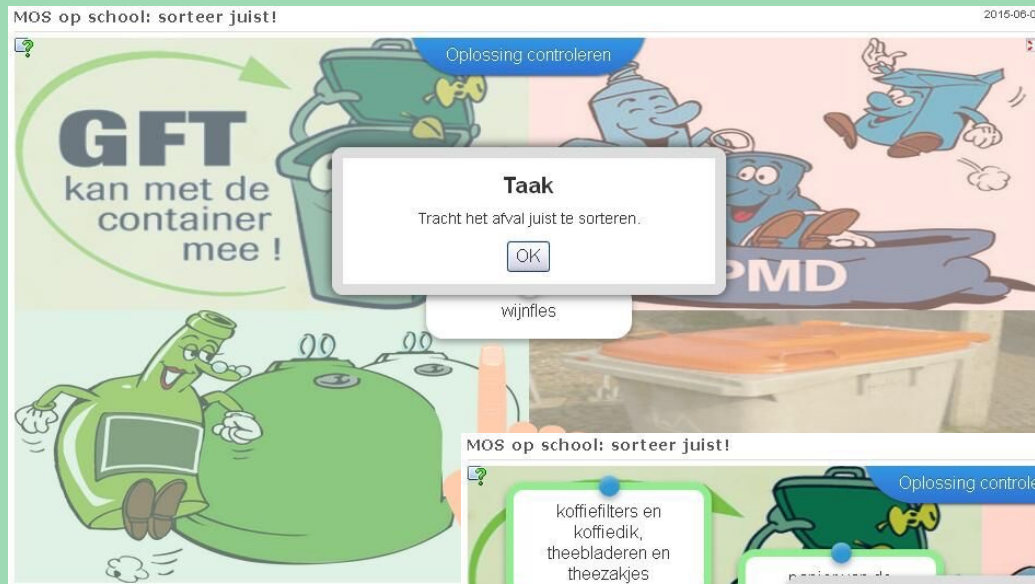 MOS op school: sorteer juist!
2015-06-0
Oplossing controleren
GFT
kan met de
container
mee !
Taak
Tracht het afval juist te sorteren.
OK
PMD
wijnfles
MOS op school: sorteer juist!
Oplossing controle
koffiefilters en
koffiedik,
theebladeren en
theezakjes